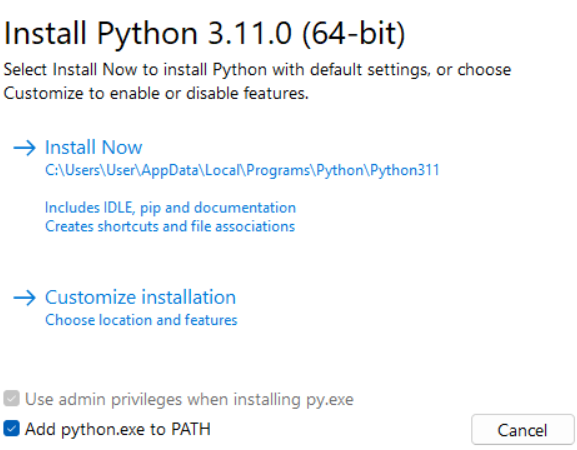 Install Python 3.11.0 (64-bit)
Select Install Now to install Python with default settings, or choose
Customize to enable or disable features.
Install Now
C:\Users\User\AppData\Local\Programs\Python\Python311
Includes IDLE, pip and documentation
Creates shortcuts and file associations
Customize installation
Choose location and features
Use admin privileges when installing py.exe
Add python.exe to PATH
Cancel